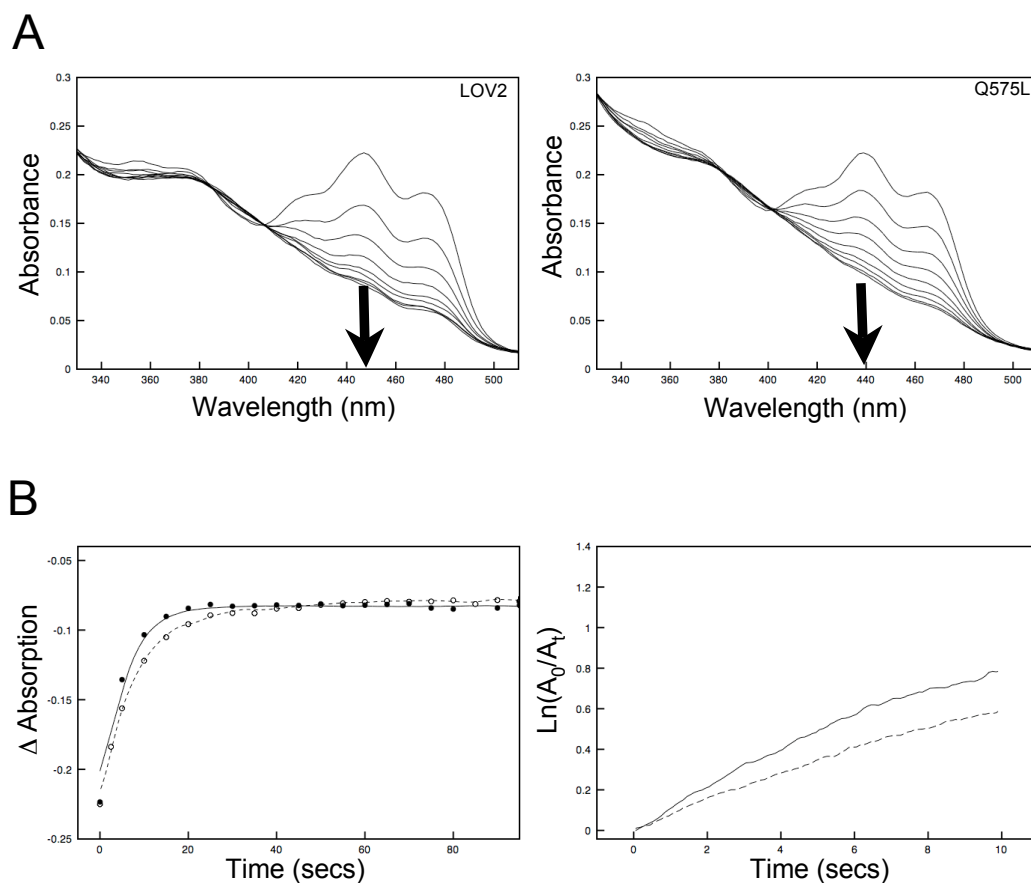 A
LOV2
Absorbance
0.3
0.25
0.2
0.15
0.1
0.05
0
340 360 380 400 420 440 460 480 500
Wavelength (nm)
Q575L
Absorbance
0.3
0.25
0.2
0.15
0.1
0.05
0
340 360 380 400 420 440 460 480 500
Wavelength (nm)
B
Δ Absorption
-0.05
-0.1
-0.15
-0.2
-0.25
0 20 40 60 80
Time (secs)
Ln(A0/At)
1.4
1.2
1
0.8
0.6
0.4
0.2
0
0 2 4 6 8 10
Time (secs)